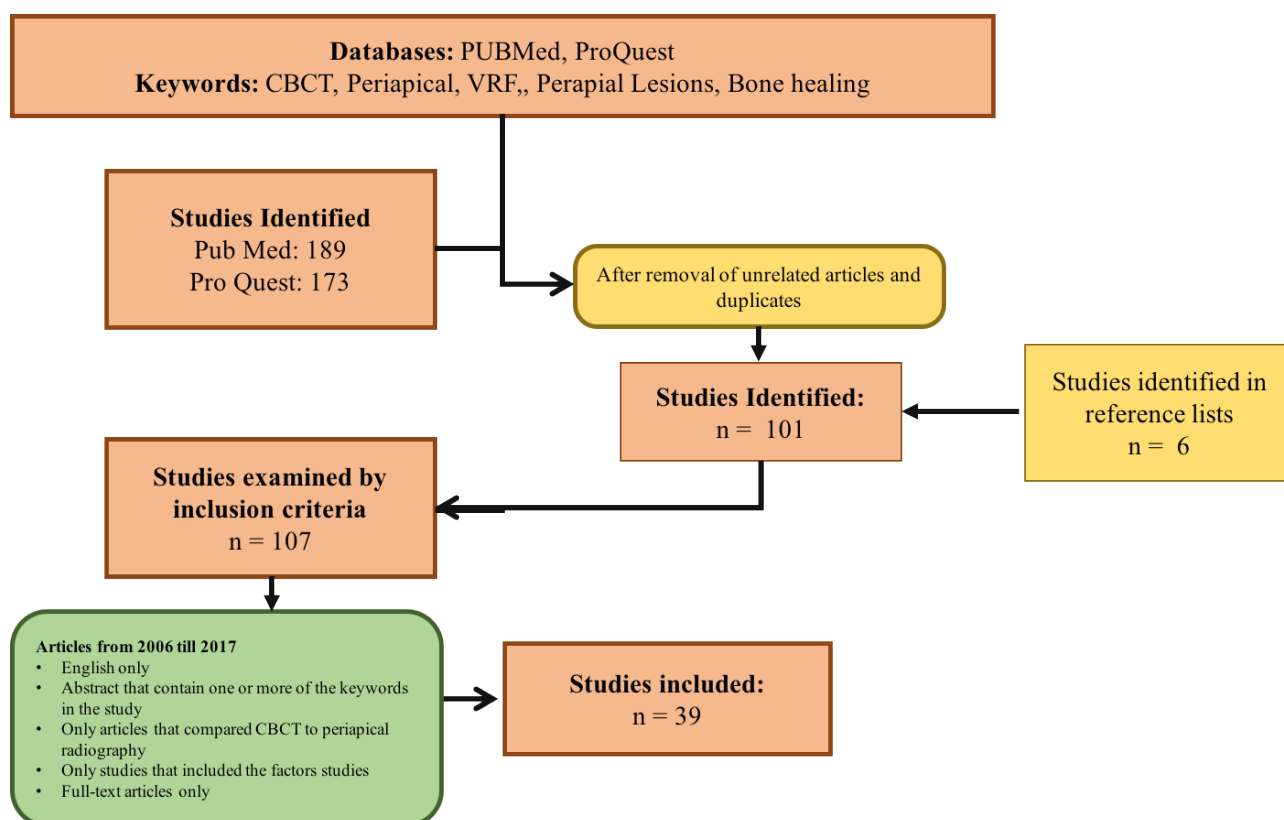 Databases: PUBMed, ProQuest
Keywords: CBCT, Periapical, VRF,, Perapial Lesions, Bone healing
Studies Identified
Pub Med: 189
Pro Quest: 173
After removal of unrelated articles and
duplicates
Studies Identified:
n = 101
Studies identified in
reference lists
n = 6
Studies examined by
inclusion criteria
n = 107
Articles from 2006 till 2017
• English only
• Abstract that contain one or more of the keywords
in the study
• Only articles that compared CBCT to periapical
radiography
• Only studies that included the factors studies
• Full-text articles only
Studies included:
n = 39